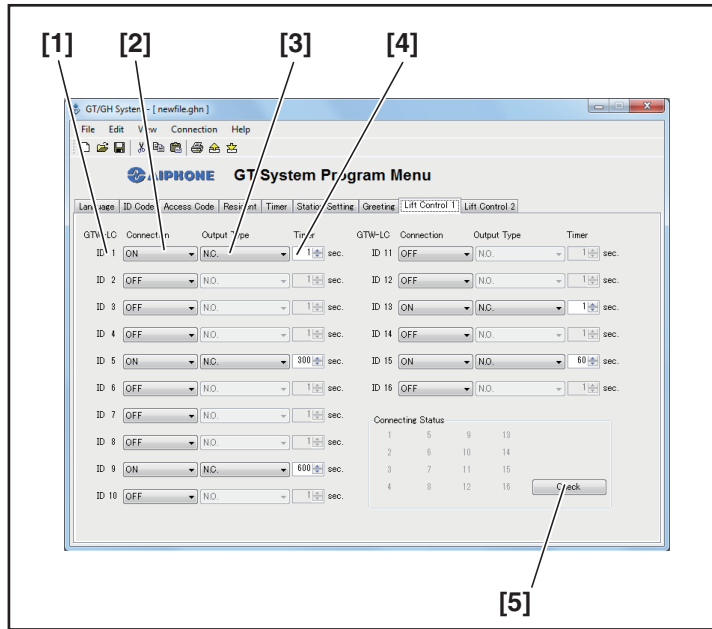 [1] [2] [3] [4]
GT/GH System - [ newfile.ghn ]
File Edit View Connection Help
AIPHONE GT System Program Menu
Language ID Code Access Code Resident Timer Station Setting Greeting Lift Control 1 Lift Control 2
GTW-LC Connection Output Type Timer GTW-LC Connection Output Type Timer
ID 1 ON N.C. 1 sec. ID 11 OFF N.O. 1 sec.
ID 2 OFF N.O. 1 sec. ID 12 OFF N.O. 1 sec.
ID 3 OFF N.O. 1 sec. ID 13 ON N.C. 1 sec.
ID 4 OFF N.O. 1 sec. ID 14 OFF N.O. 1 sec.
ID 5 ON N.C. 300 sec. ID 15 ON N.O. 60 sec.
ID 6 OFF N.O. 1 sec. ID 16 OFF N.O. 1 sec.
ID 7 OFF N.O. 1 sec.
Connecting Status
ID 8 OFF N.O. 1 sec. 1 5 9 13
2 6 10 14
ID 9 ON N.C. 600 sec. 3 7 11 15
ID 10 OFF N.O. 1 sec. 4 8 12 16 Check
[5]